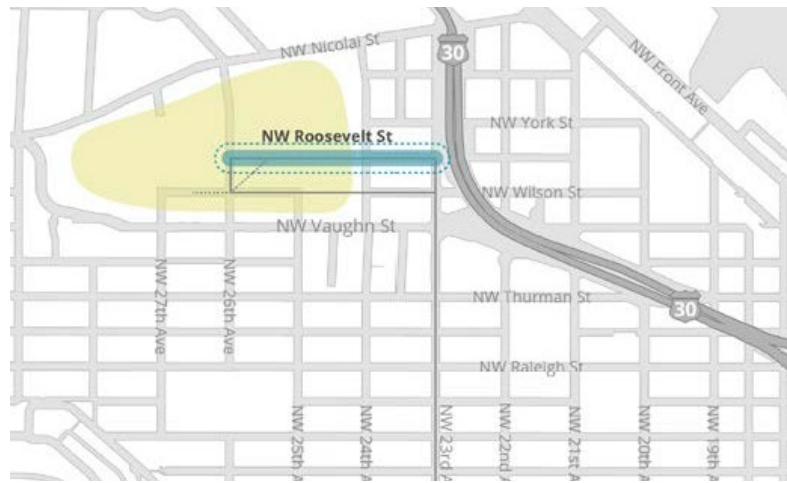 NW Nicolai St
30
NW Front Ave
NW York St
NW Roosevelt St
NW Wilson St
NW Vaughn St
NW 27th Ave
NW 26th Ave
NW Thurman St
30
NW Raleigh St
NW 25th A
NW 24th A
NW 23rd A
NW 22nd A
NW 21st A
NW 20th A
NW 19th A